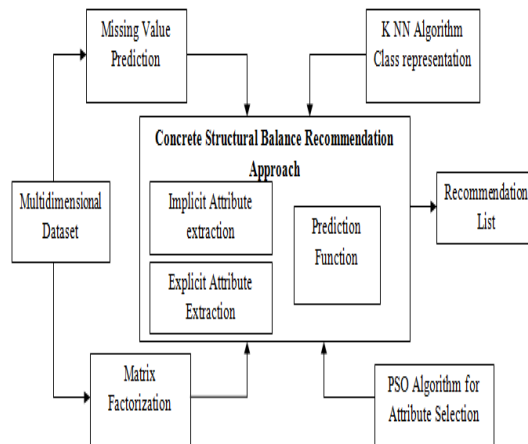 Missing Value
Prediction
K NN Algorithm
Class representation
Concrete Structural Balance Recommendation
Approach
Multidimensional
Dataset
Implicit Attribute
extraction
Explicit Attribute
Extraction
Prediction
Function
Recommendation
List
Matrix
Factorization
PSO Algorithm for
Attribute Selection